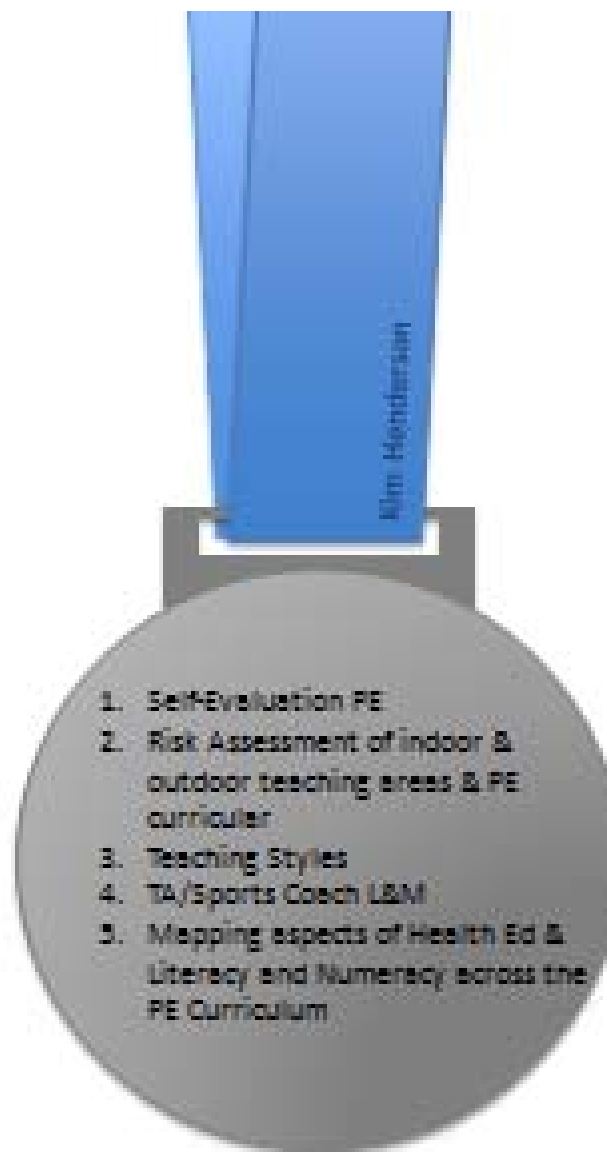 Kim Henderson
1. Self-Evaluation PE
2. Risk Assessment of indoor &
outdoor teaching areas & PE
curricular
3. Teaching Styles
4. TA/Sports Coach L&M
5. Mapping aspects of Health Ed &
Literacy and Numeracy across the
PE Curriculum